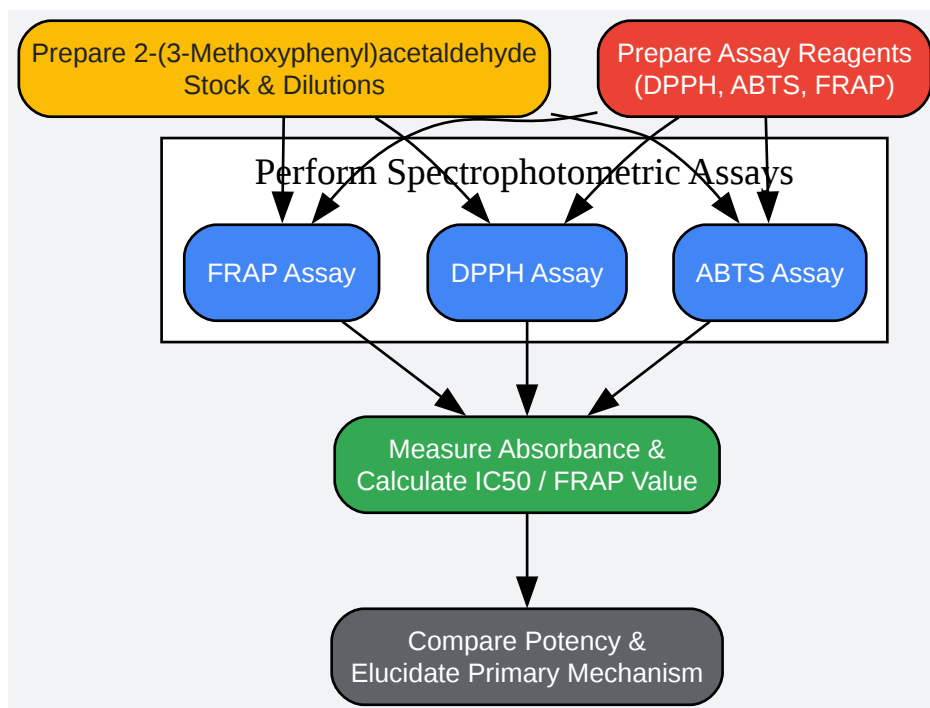 Prepare 2-(3-Methoxyphenyl)acetaldehyde
Stock & Dilutions
Prepare Assay Reagents
(DPPH, ABTS, FRAP)
Perform Spectrophotometric Assays
FRAP Assay
DPPH Assay
ABTS Assay
Measure Absorbance &
Calculate IC50 / FRAP Value
Compare Potency &
Elucidate Primary Mechanism